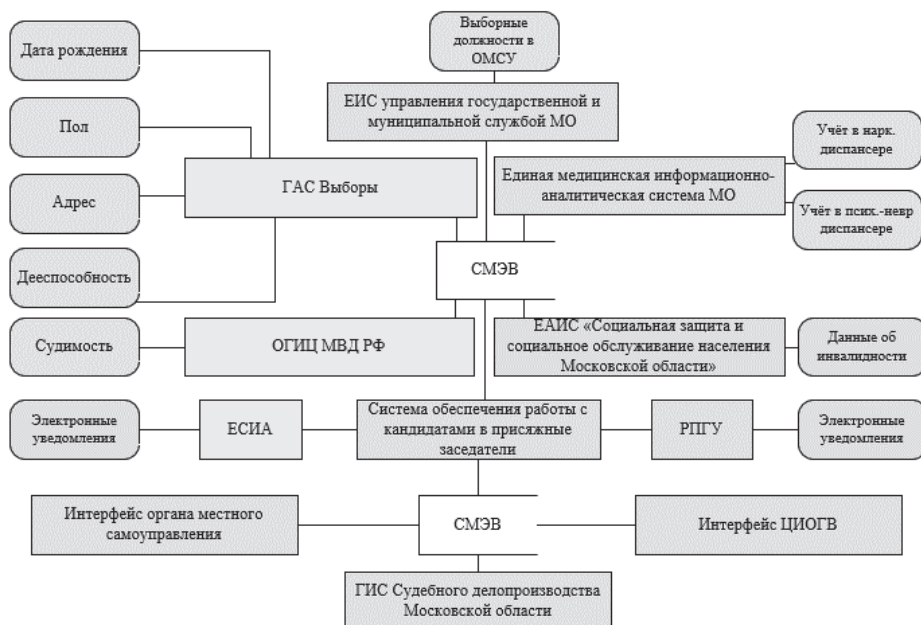 Выборные
должности в
ОМСУ
Дата рождения
ЕИС управления государственной и
муниципальной службой МО
Пол
Учёт в нарк.
диспансере
ГАС Выборы
Единая медицинская информационно-
аналитическая система МО
Адрес
Учёт в псих.-невр
диспансере
СМЭВ
Дееспособность
Судимость
ОГИЦ МВД РФ
ЕАИС «Социальная защита и
социальное обслуживание населения
Московской области»
Данные об
инвалидности
Электронные
уведомления
ЕСИА
Система обеспечения работы с
кандидатами в присяжные
заседатели
РПГУ
Электронные
уведомления
Интерфейс органа местного
самоуправления
СМЭВ
Интерфейс ЦИОГВ
ГИС Судебного делопроизводства
Московской области